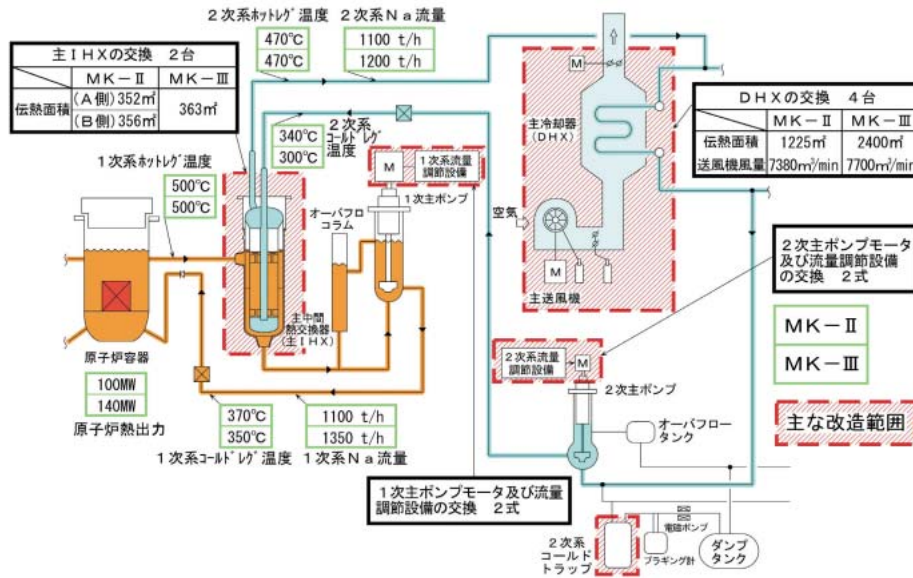 2次系ホットレグ温度
470℃
470℃
2次系Na流量
1100 t/h
1200 t/h
主IHXの交換 2台
MK-Ⅱ
MK-Ⅲ
伝熱面積
(A側)352㎡
(B側)356㎡
363㎡
1次系ホットレグ温度
500℃
500℃
340℃
300℃
2次系
コールドレグ
温度
M
1次系流量
調節設備
1次主ポンプ
オーバフロ
コラム
主中間
熱交換器
(主IHX)
原子炉容器
100MW
140MW
原子炉熱出力
370℃
350℃
1次系コールドレグ温度
1100 t/h
1350 t/h
1次系Na流量
M
主冷却器
(DHX)
空気
M
主送風機
DHXの交換 4台
MK-Ⅱ
MK-Ⅲ
伝熱面積
1225㎡
2400㎡
送風機風量
7380㎥/min
7700㎥/min
2次主ポンプモータ
及び流量調節設備
の交換 2式
MK-Ⅱ
MK-Ⅲ
主な改造範囲
2次系流量
調節設備
M
2次主ポンプ
オーバフロー
タンク
1次主ポンプモータ及び流量
調節設備の交換 2式
2次系
コールド
トラップ
電磁ポンプ
プラギング計
ダンプ
タンク